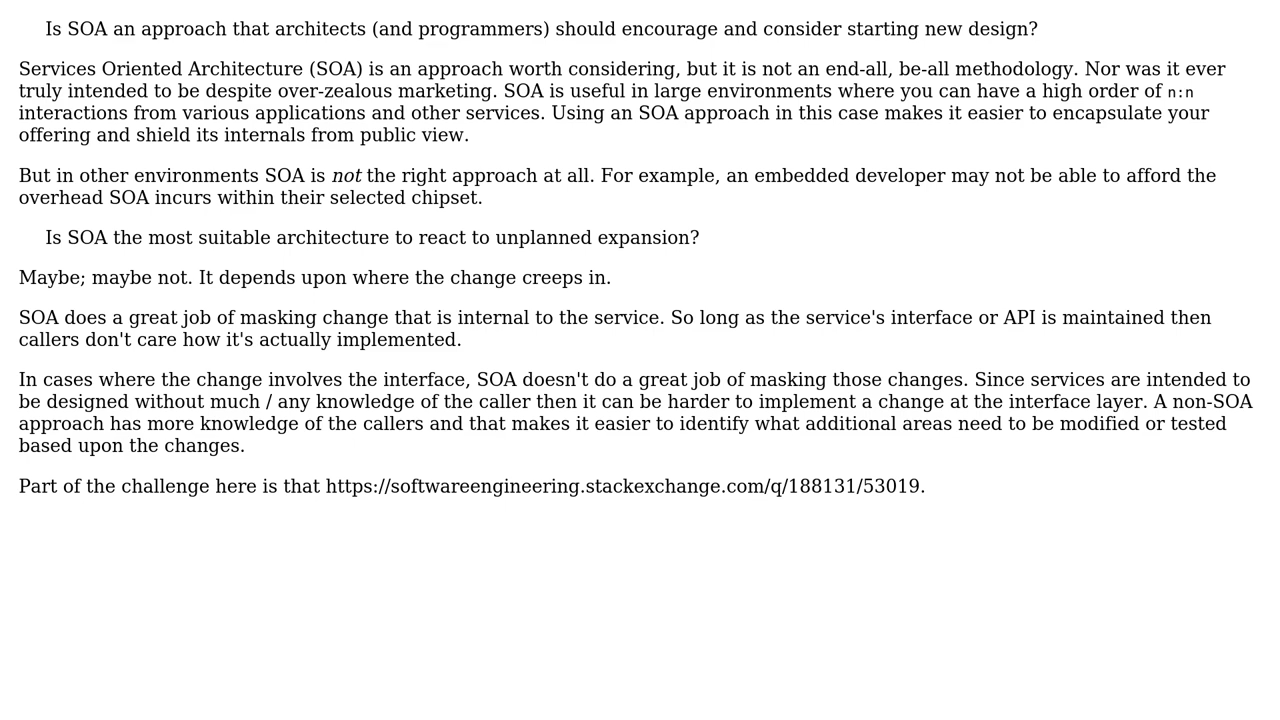 Is SOA an approach that architects (and programmers) should encourage and consider starting new design?
Services Oriented Architecture (SOA) is an approach worth considering, but it is not an end-all, be-all methodology. Nor was it ever
truly intended to be despite over-zealous marketing. SOA is useful in large environments where you can have a high order of n:n
interactions from various applications and other services. Using an SOA approach in this case makes it easier to encapsulate your
offering and shield its internals from public view.
But in other environments SOA is not the right approach at all. For example, an embedded developer may not be able to afford the
overhead SOA incurs within their selected chipset.
Is SOA the most suitable architecture to react to unplanned expansion?
Maybe; maybe not. It depends upon where the change creeps in.
SOA does a great job of masking change that is internal to the service. So long as the service's interface or API is maintained then
callers don't care how it's actually implemented.
In cases where the change involves the interface, SOA doesn't do a great job of masking those changes. Since services are intended to
be designed without much / any knowledge of the caller then it can be harder to implement a change at the interface layer. A non-SOA
approach has more knowledge of the callers and that makes it easier to identify what additional areas need to be modified or tested
based upon the changes.
Part of the challenge here is that https://softwareengineering.stackexchange.com/q/188131/53019.